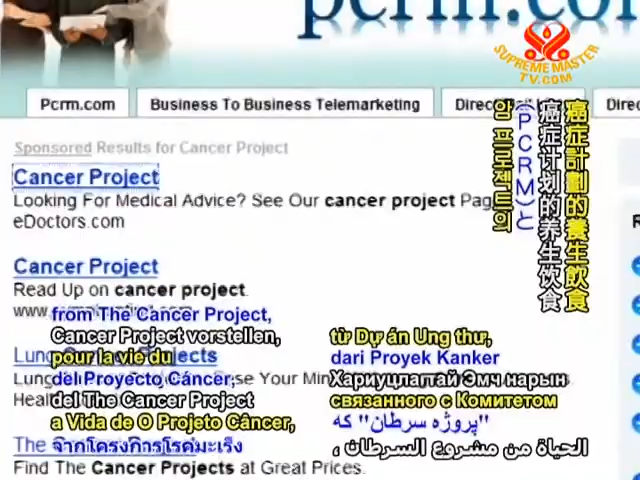 pcrm.co
SUPREME MASTER
TV.COM
Pcrm.com
Business To Business Telemarketing
Sponsored Results for Cancer Project
Cancer Project
Looking For Medical Advice? See Our cancer project
eDoctors.com
Cancer Project
Read Up on cancer project.
癌症計劃的養生飲食
癌症计划的养生饮食
(PCRM)と
암 프로젝트의
from The Cancer Project,
Cancer Project vorstellen,
pour la vie du
del Proyecto Cáncer,
del The Cancer Project
a Vida de O Projeto Câncer,
จากโครงการโรคมะเร็ง
từ Dự án Ung thư,
dari Proyek Kanker
Хариуцлагтай Эмч нарын
связанного с Комитетом
"پروژه سرطان" که
الحياة من مشروع السرطان ،
Find The Cancer Projects at Great Prices.